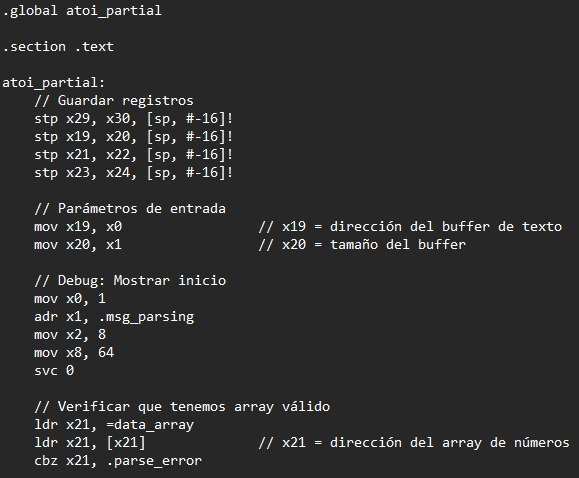 .global atoi_partial
.section .text
atoi_partial:
// Guardar registros
stp x29, x30, [sp, #-16]!
stp x19, x20, [sp, #-16]!
stp x21, x22, [sp, #-16]!
stp x23, x24, [sp, #-16]!
// Parámetros de entrada
mov x19, x0 // x19 = dirección del buffer de texto
mov x20, x1 // x20 = tamaño del buffer
// Debug: Mostrar inicio
mov x0, 1
adr x1, .msg_parsing
mov x2, 8
mov x8, 64
svc 0
// Verificar que tenemos array válido
ldr x21, =data_array
ldr x21, [x21] // x21 = dirección del array de números
cbz x21, .parse_error